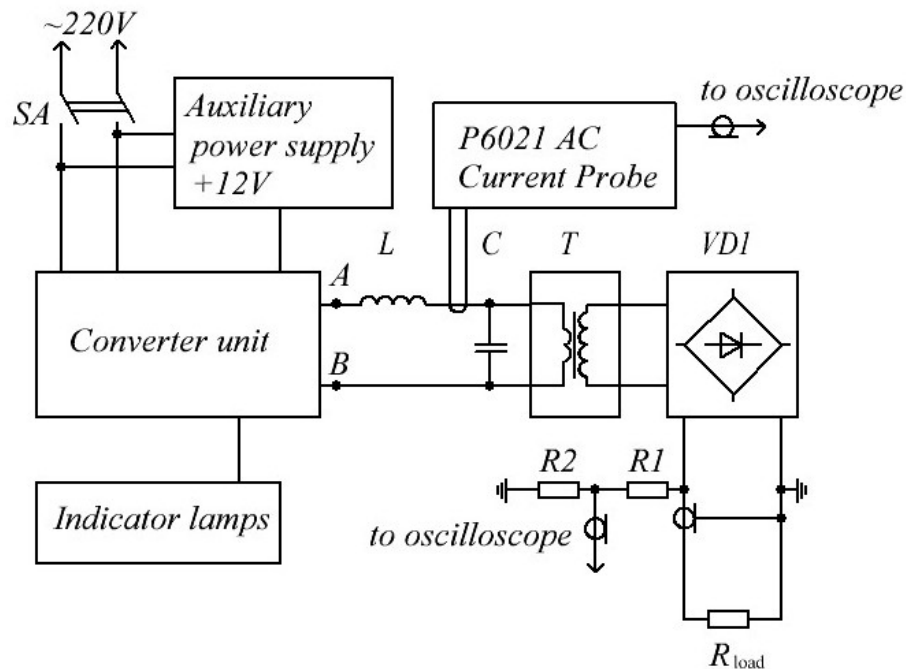 ~220V
SA
Auxiliary
power supply
+12V
P6021 AC
Current Probe
to oscilloscope
L
C
T
VD1
A
B
Converter unit
R2
R1
Indicator lamps
to oscilloscope
Rload